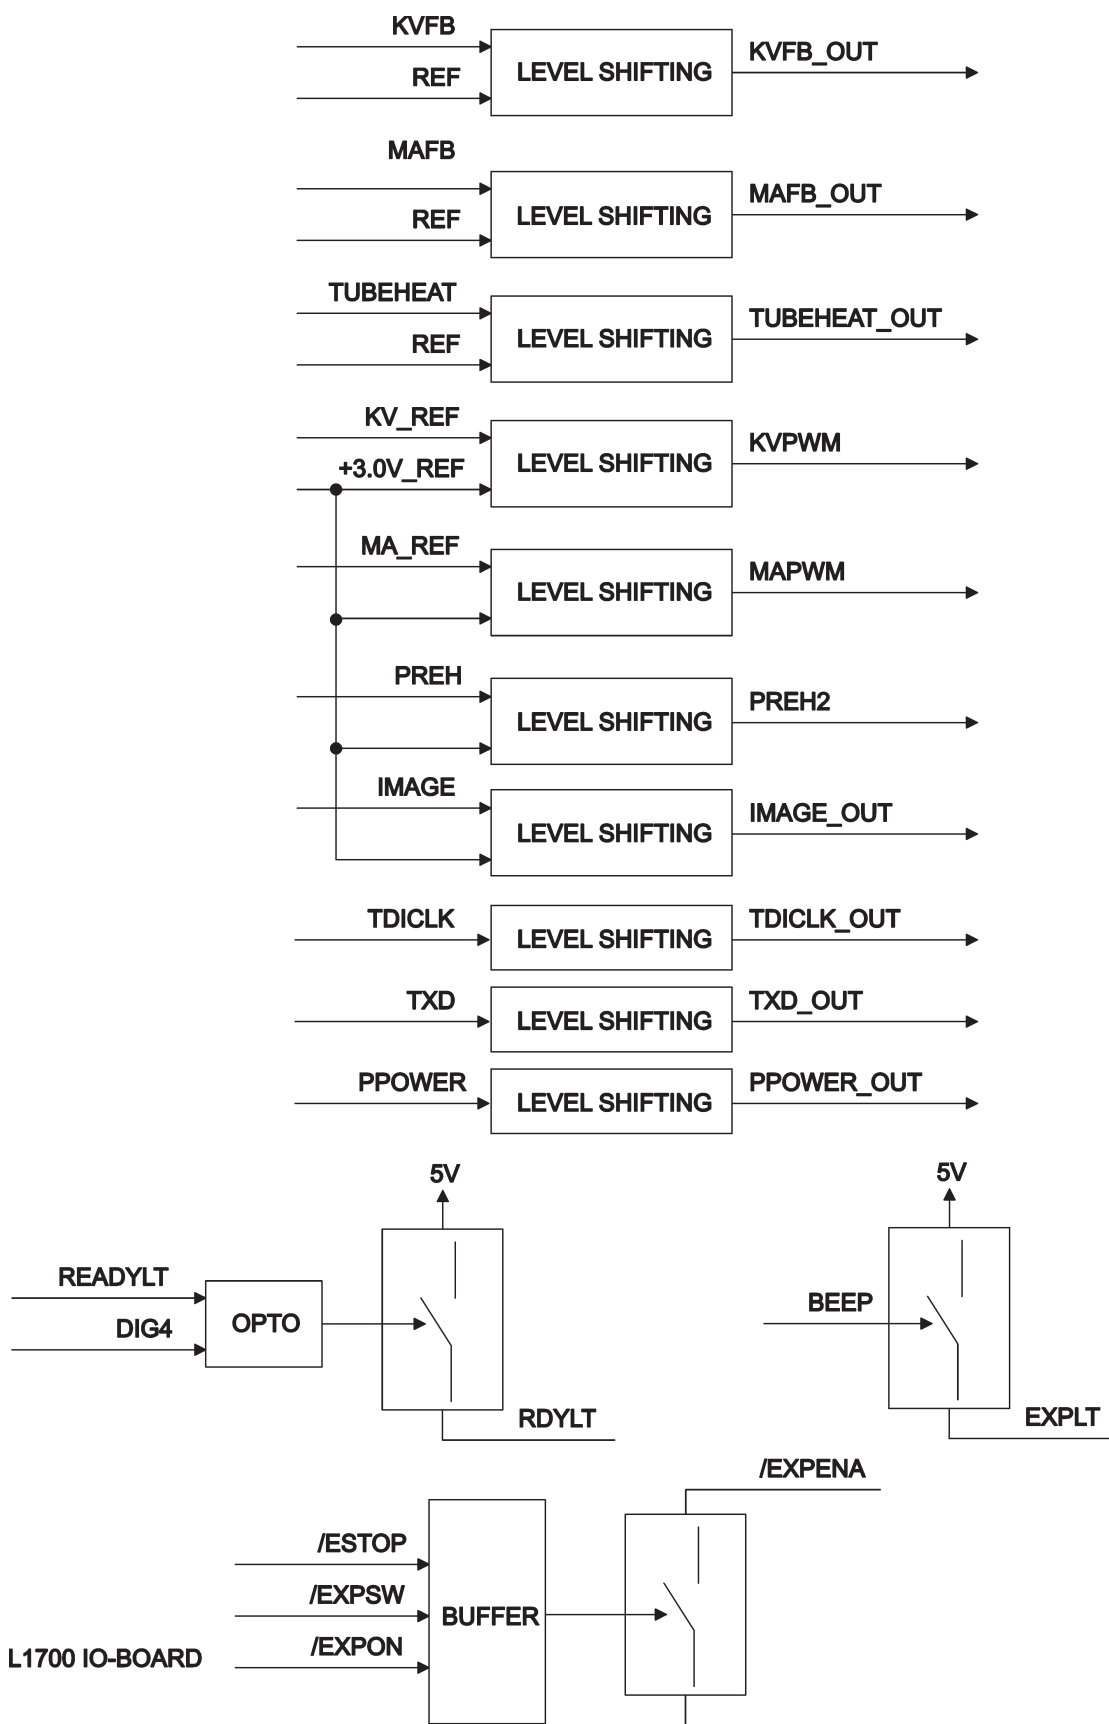 KVFB
REF
LEVEL SHIFTING
KVFB_OUT
MAFB
REF
LEVEL SHIFTING
MAFB_OUT
TUBEHEAT
REF
LEVEL SHIFTING
TUBEHEAT_OUT
KV_REF
+3.0V_REF
LEVEL SHIFTING
KVPWM
MA_REF
LEVEL SHIFTING
MAPWM
PREH
LEVEL SHIFTING
PREH2
IMAGE
LEVEL SHIFTING
IMAGE_OUT
TDICLK
LEVEL SHIFTING
TDICLK_OUT
TXD
LEVEL SHIFTING
TXD_OUT
PPOWER
LEVEL SHIFTING
PPOWER_OUT
5V
READYLT
DIG4
OPTO
RDYLT
5V
BEEP
EXPLT
/EXPENA
/ESTOP
/EXPSW
/EXPON
BUFFER
L1700 IO-BOARD